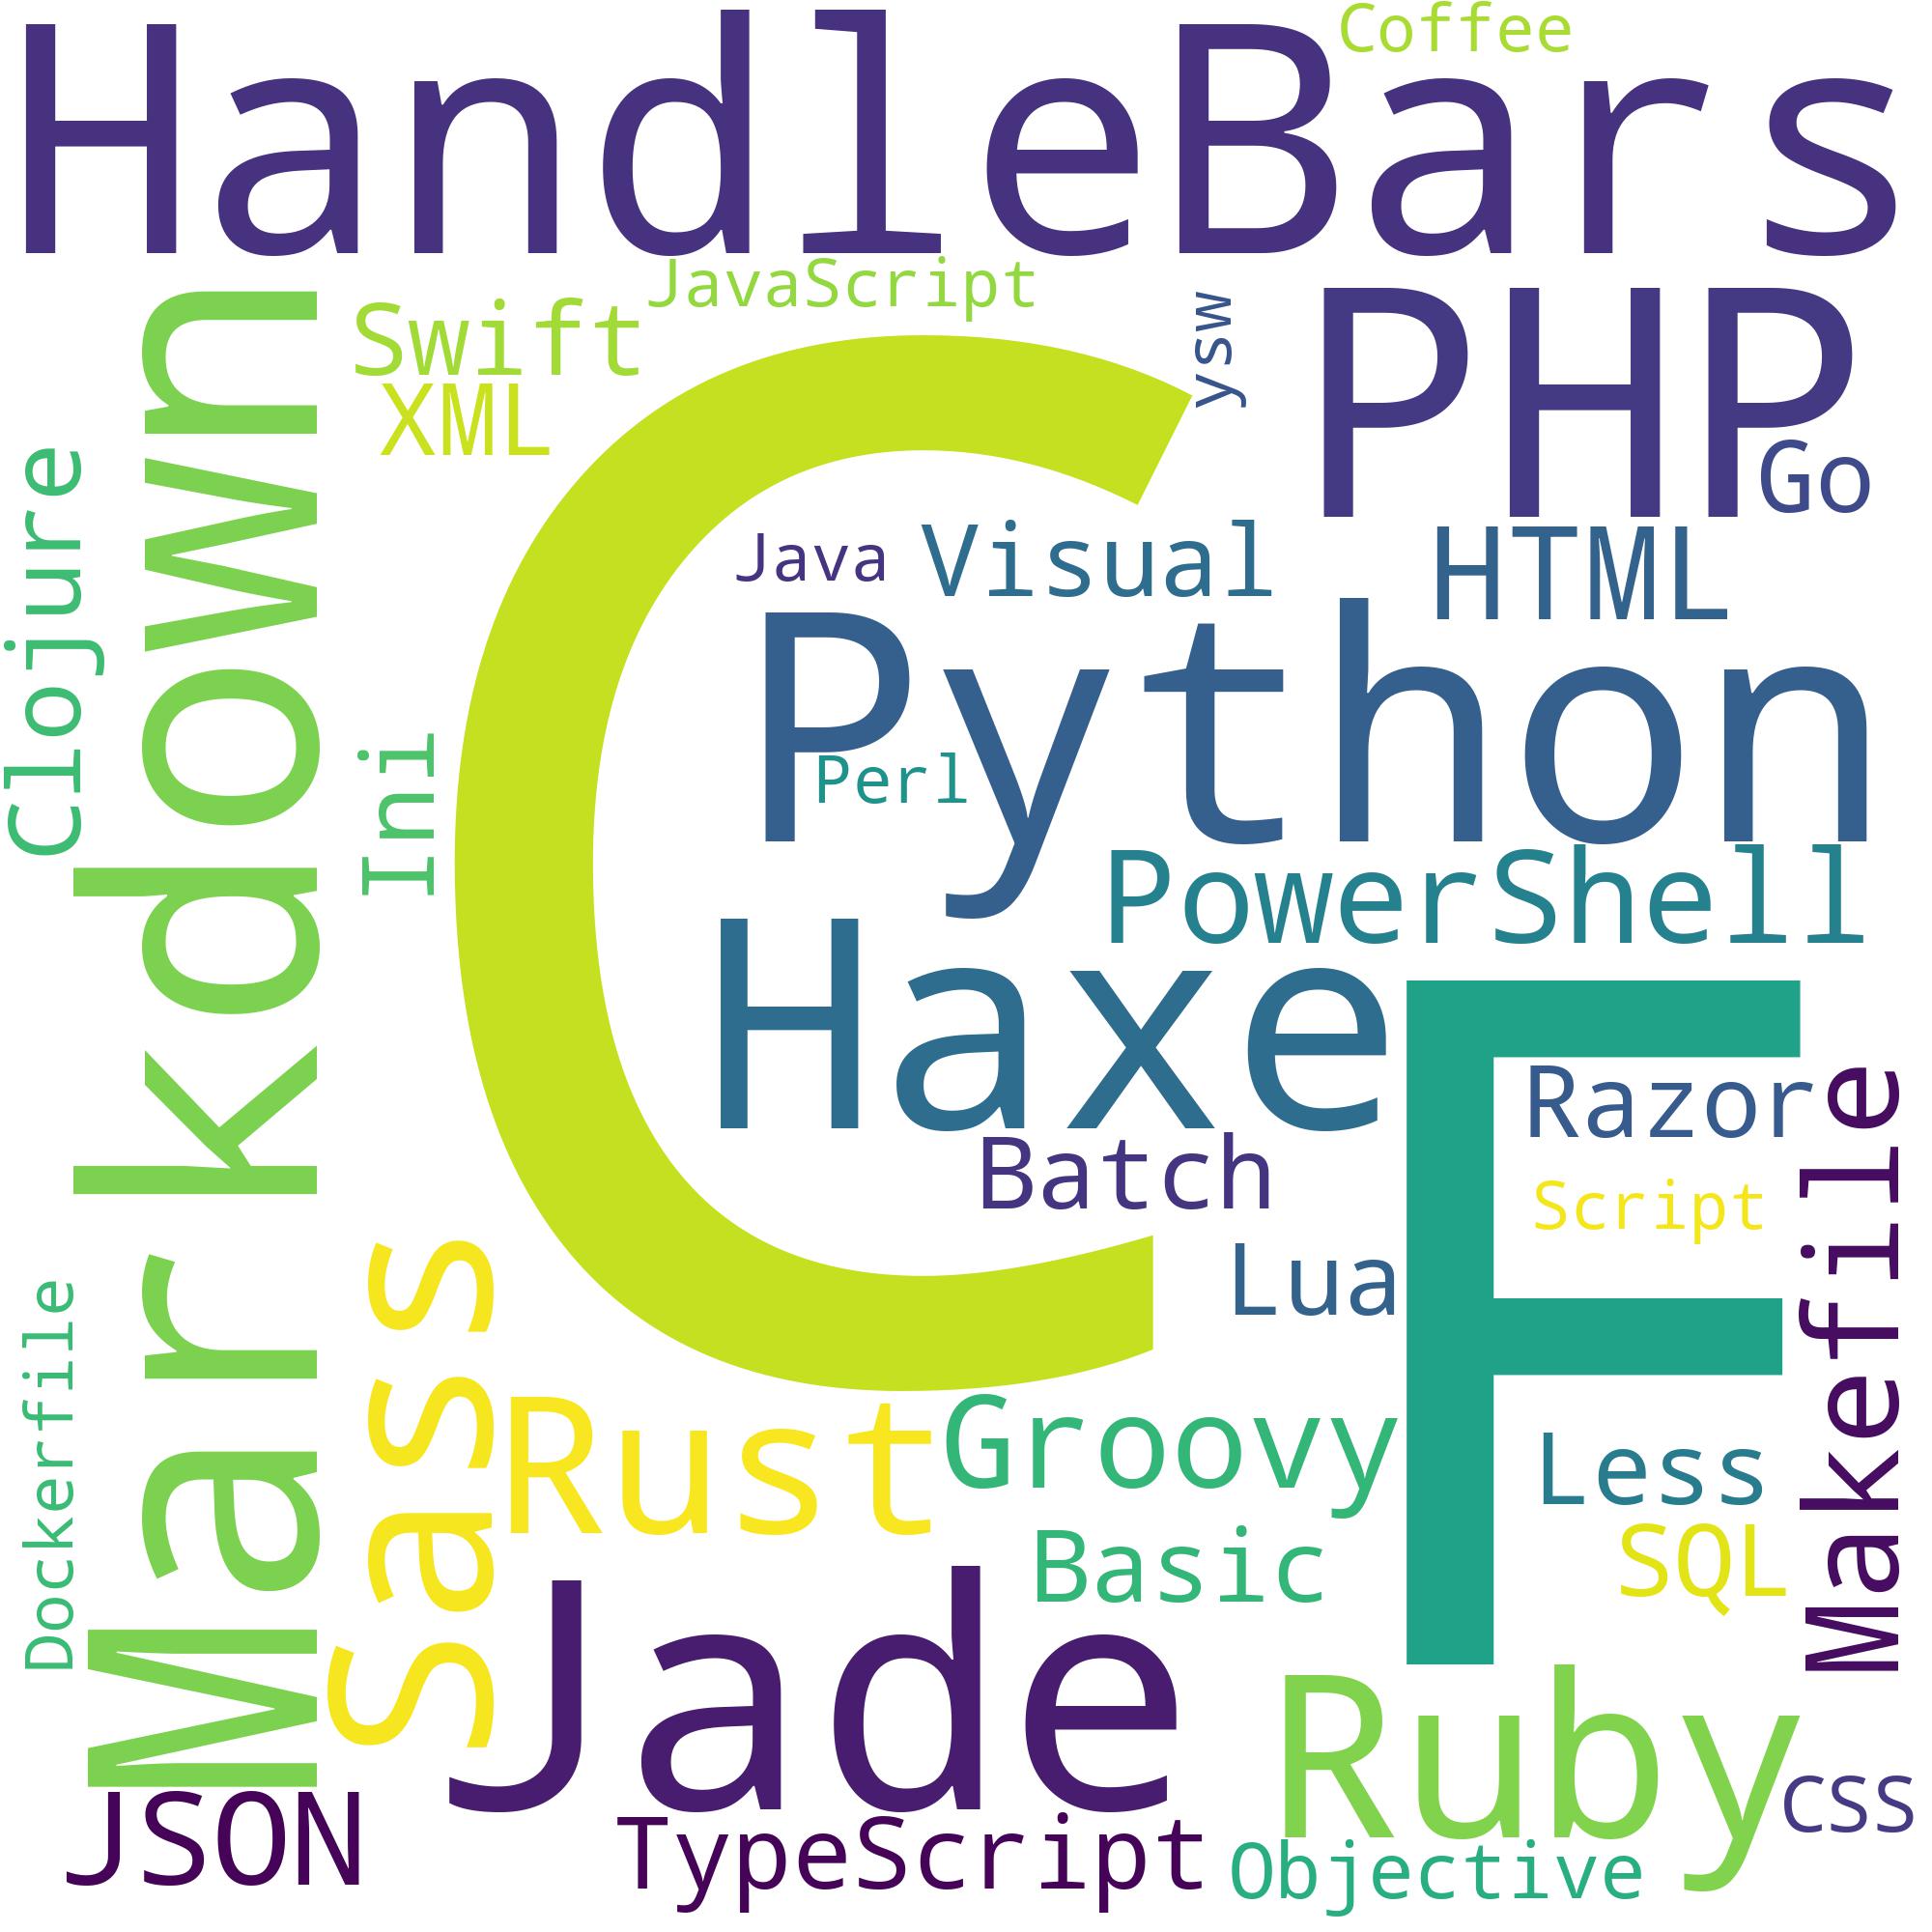 HandleBars
Coffee
JavaScript
Swift
XML
ysw
PHP
Go
Clojure
Markdown
C
Java
Visual
HTML
Python
Perl
Ini
PowerShell
Haxe
F
Razor
Makefile
Batch
Script
Lua
Dockerfile
Sass
Rust
Groovy
Less
Basic
SQL
Jade
Ruby
css
JSON
TypeScript
Objective